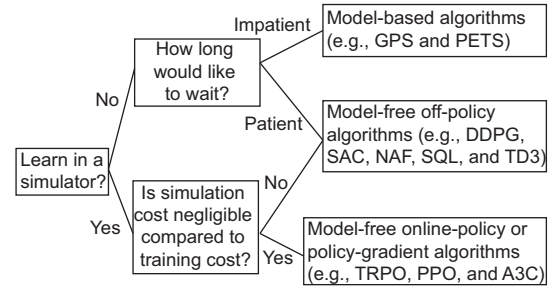 Impatient
Model-based algorithms
(e.g., GPS and PETS)
How long
would like
to wait?
No
Patient
Model-free off-policy
algorithms (e.g., DDPG,
SAC, NAF, SQL, and TD3)
Learn in a
simulator?
No
Is simulation
cost negligible
compared to
training cost?
Yes
Yes
Model-free online-policy or
policy-gradient algorithms
(e.g., TRPO, PPO, and A3C)